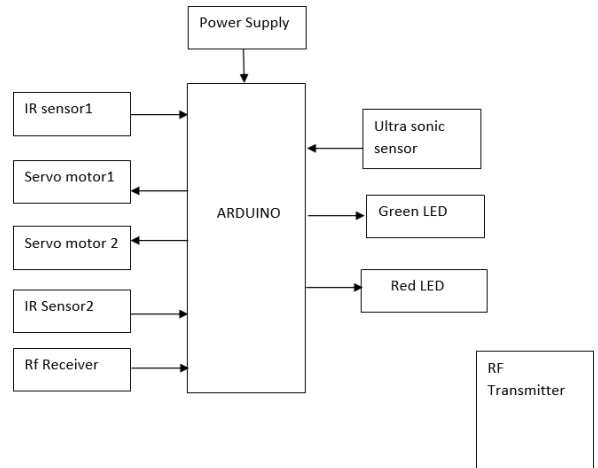 Power Supply
IR sensor1
Servo motor1
Servo motor 2
IR Sensor2
Rf Receiver
ARDUINO
Ultra sonic
sensor
Green LED
Red LED
RF
Transmitter